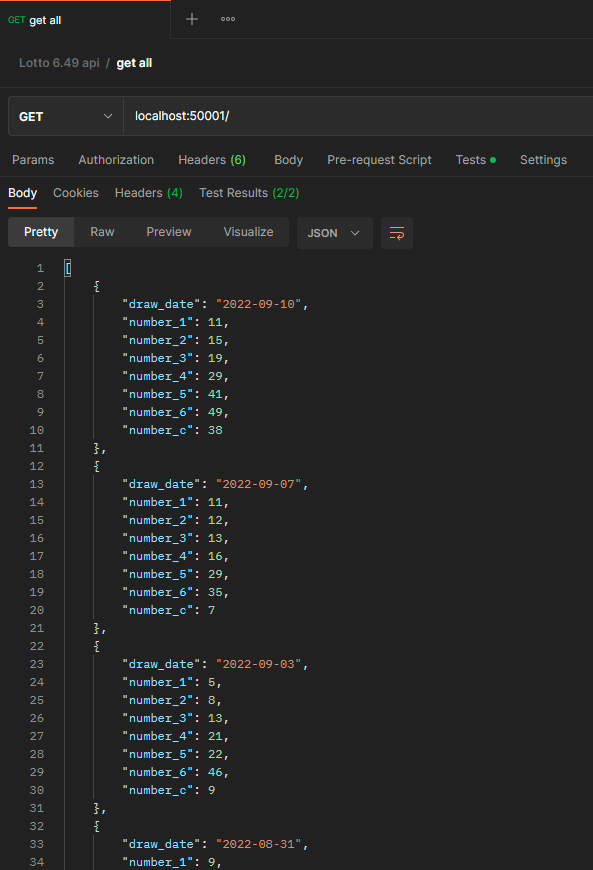 GET get all
Lotto 6.49 api / get all
GET localhost:50001/
Params Authorization Headers (6) Body Pre-request Script Tests Settings
Body Cookies Headers (4) Test Results (2/2)
Pretty Raw Preview Visualize JSON
1 [
2 {
3 "draw_date": "2022-09-10",
4 "number_1": 11,
5 "number_2": 15,
6 "number_3": 19,
7 "number_4": 29,
8 "number_5": 41,
9 "number_6": 49,
10 "number_c": 38
11 },
12 {
13 "draw_date": "2022-09-07",
14 "number_1": 11,
15 "number_2": 12,
16 "number_3": 13,
17 "number_4": 16,
18 "number_5": 29,
19 "number_6": 35,
20 "number_c": 7
21 },
22 {
23 "draw_date": "2022-09-03",
24 "number_1": 5,
25 "number_2": 8,
26 "number_3": 13,
27 "number_4": 21,
28 "number_5": 22,
29 "number_6": 46,
30 "number_c": 9
31 },
32 {
33 "draw_date": "2022-08-31",
34 "number_1": 9,